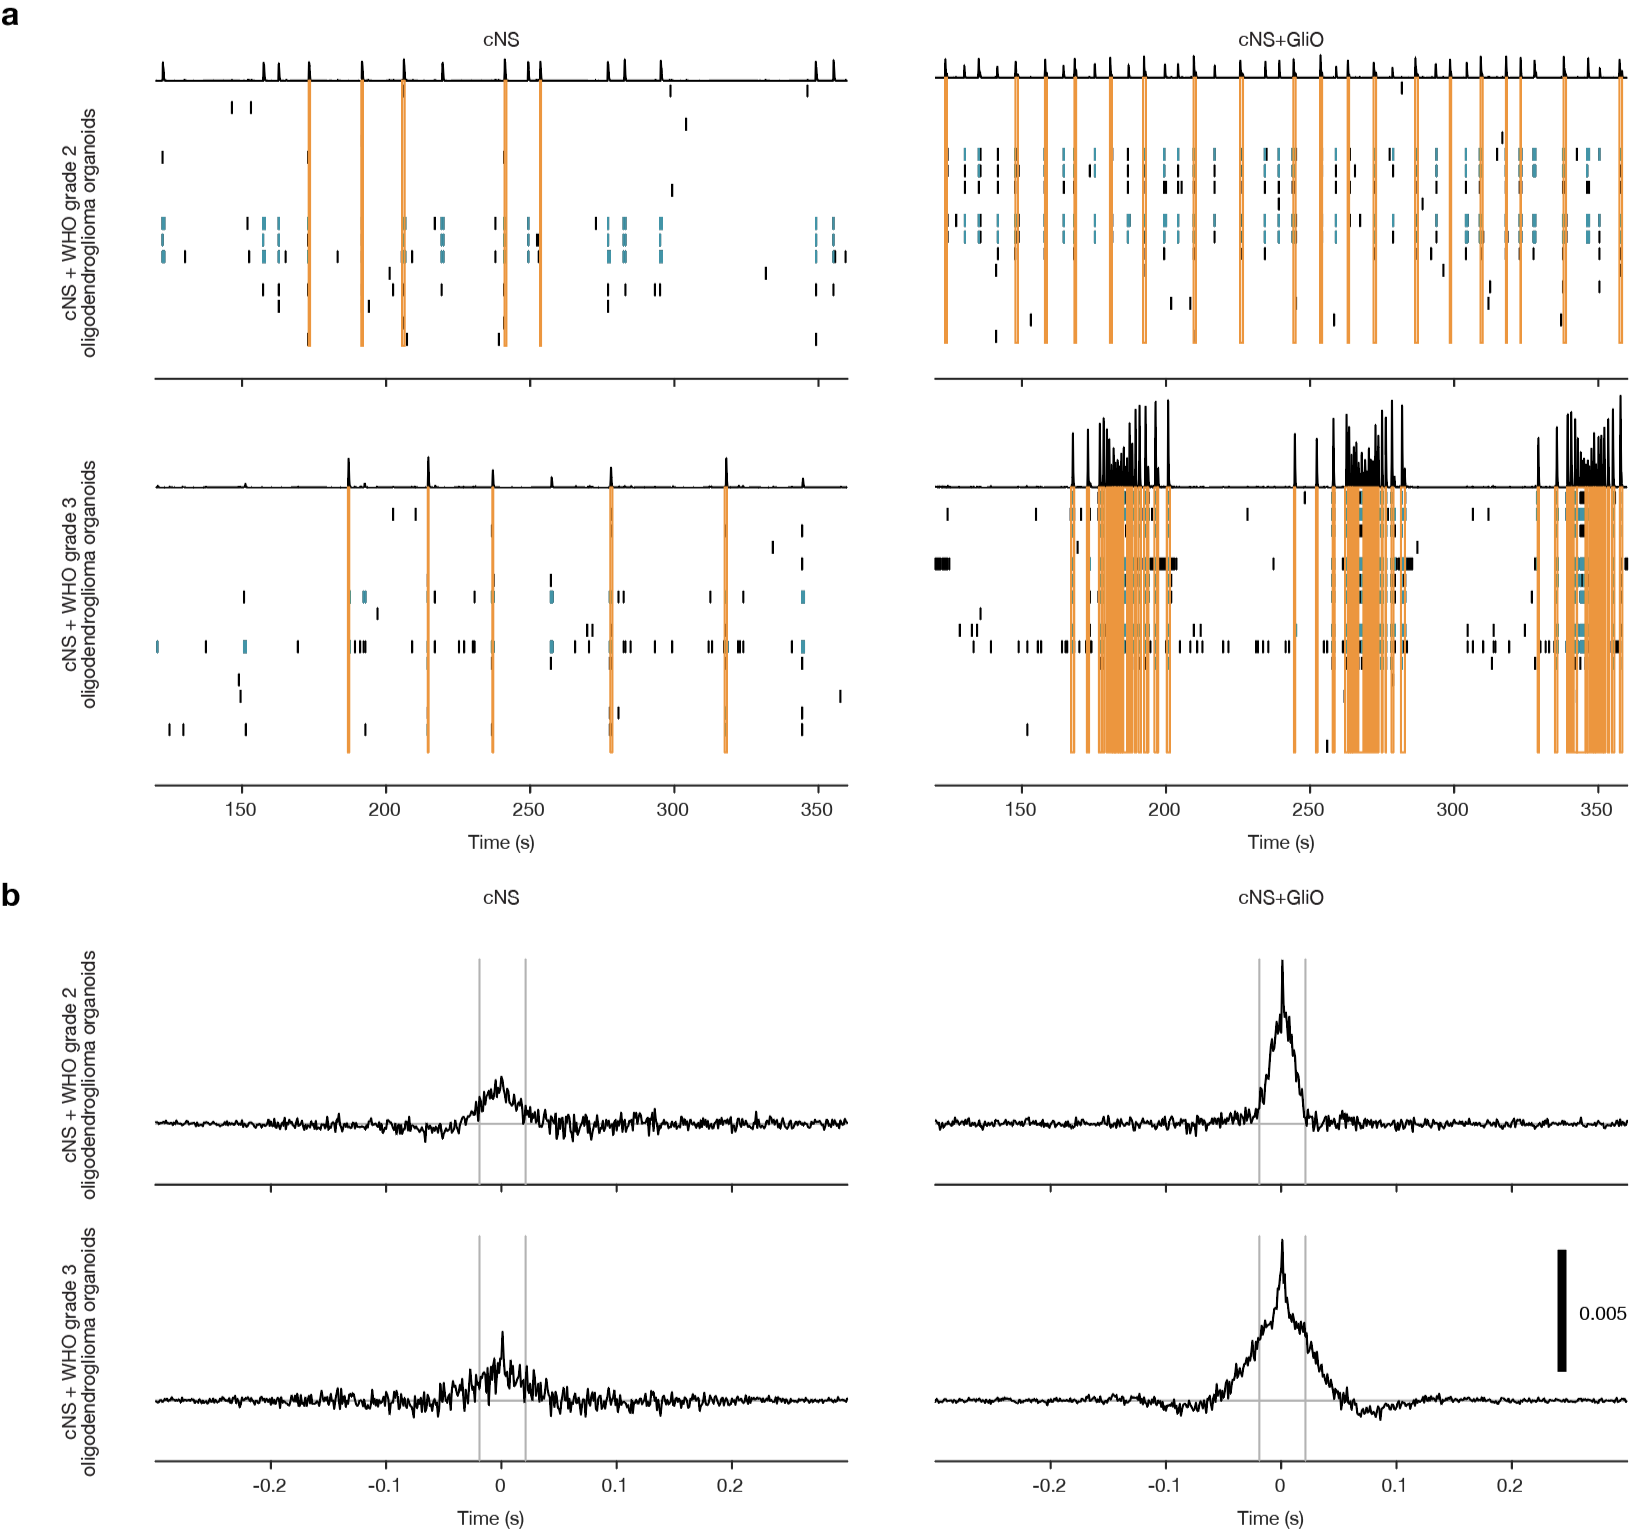 a
cNS
cNS+GliO
cNS + WHO grade 2
oligodendroglioma organoids
cNS + WHO grade 3
oligodendroglioma organoids
150 200 250 300 350
150 200 250 300 350
Time (s)
Time (s)
b
cNS
cNS+GliO
cNS + WHO grade 2
oligodendroglioma organoids
cNS + WHO grade 3
oligodendroglioma organoids
0.005
-0.2 -0.1 0 0.1 0.2
-0.2 -0.1 0 0.1 0.2
Time (s)
Time (s)